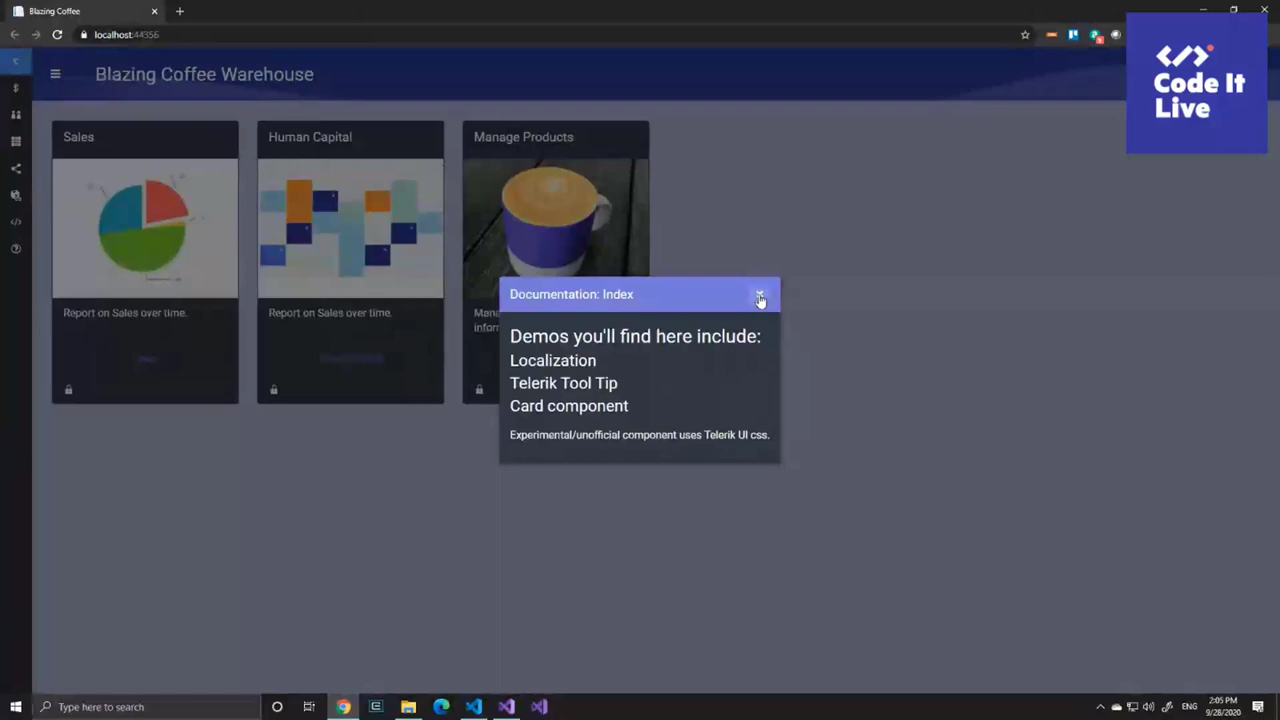 Blazing Coffee
localhost:44356
Blazing Coffee Warehouse
Code It
Live
Sales
Human Capital
Manage Products
Documentation: Index
Report on Sales over time.
Report on Sales over time.
Demos you'll find here include:
Localization
Telerik Tool Tip
Card component
Experimental/unofficial component uses Telerik UI css.
Type here to search
ENG
2:05 PM
9/28/2020